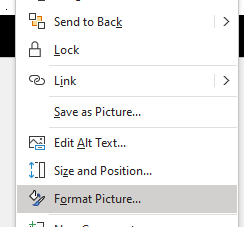 Send to Back
Lock
Link
Save as Picture...
Edit Alt Text...
Size and Position...
Format Picture...